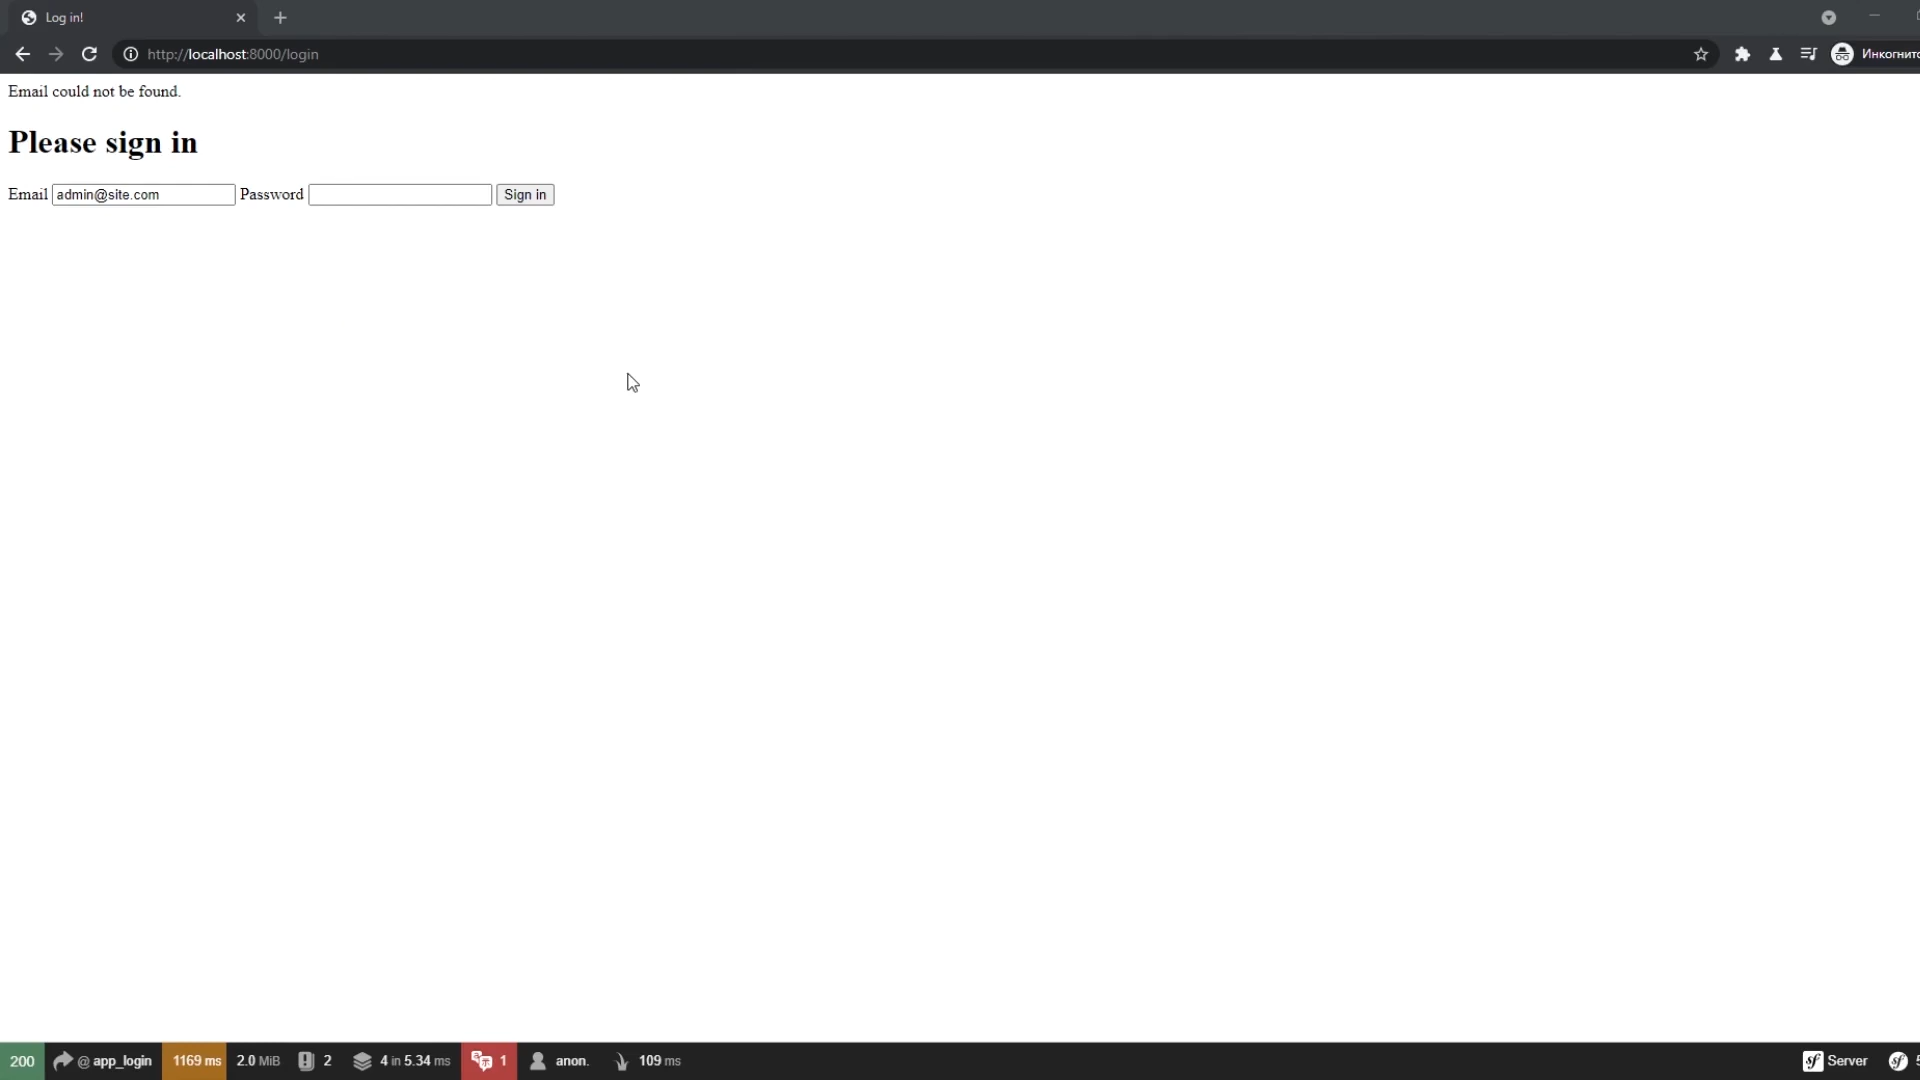 Log in!
http://localhost:8000/login
Инкогнито
Email could not be found.
Please sign in
Email admin@site.com Password Sign in
200 @ app_login 1169 ms 2.0 MiB 2 4 in 5.34 ms 1 anon. 109 ms Server 5